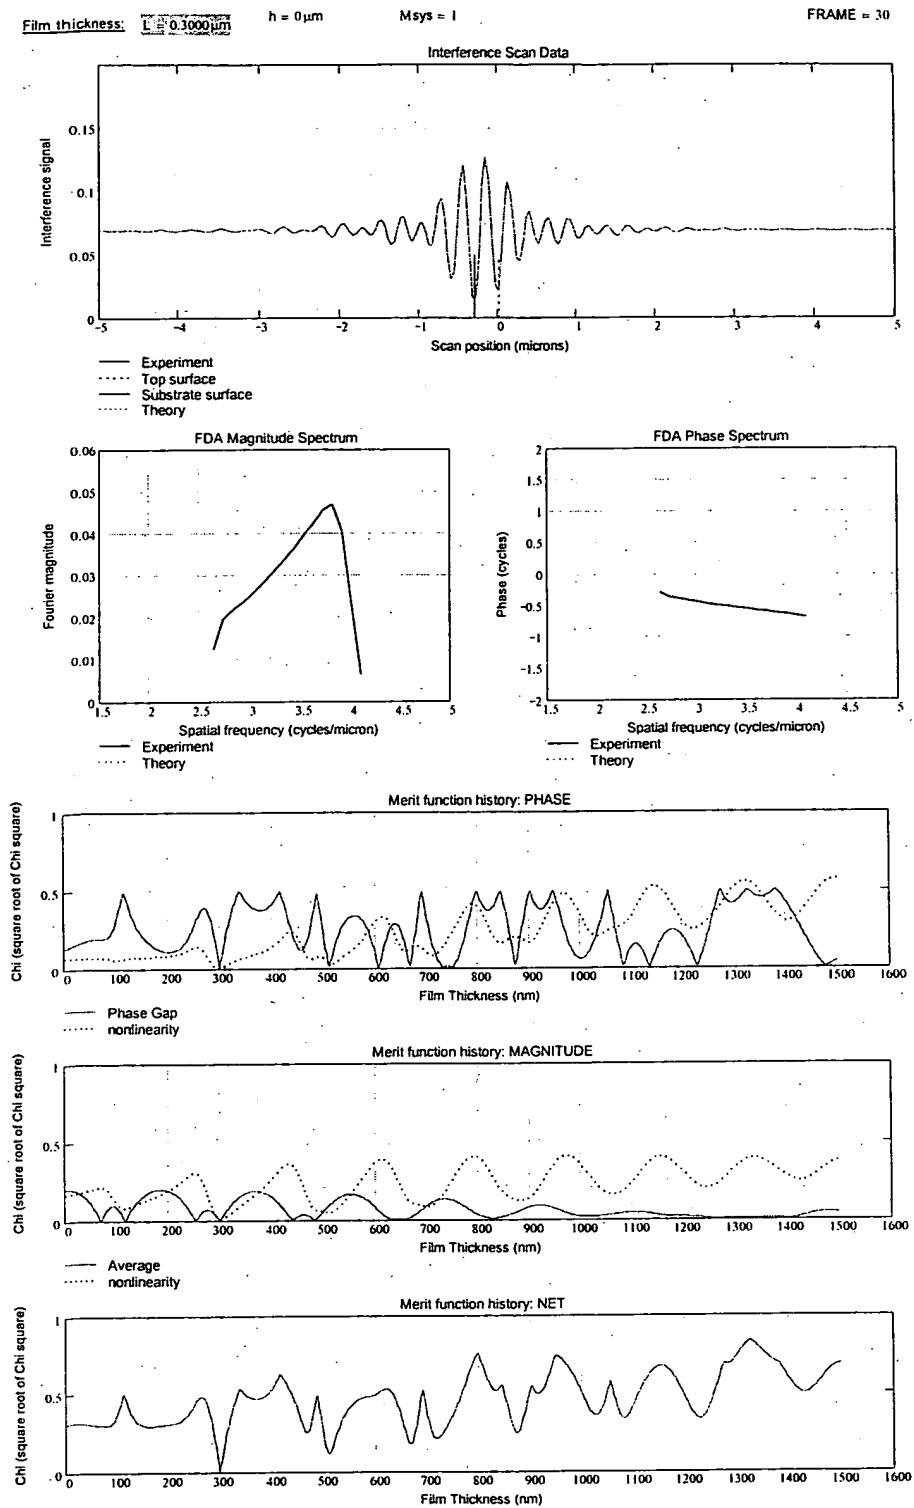 Film thickness: L = 0.3000µm h = 0µm Msys = 1 FRAME = 30
Interference Scan Data
Interference signal
0.15
0.1
0.05
0
-5 -4 -3 -2 -1 0 1 2 3 4 5
Scan position (microns)
Experiment
Top surface
Substrate surface
Theory
FDA Magnitude Spectrum
Fourier magnitude
0.06
0.05
0.04
0.03
0.02
0.01
0
1.5 2 2.5 3 3.5 4 4.5 5
Spatial frequency (cycles/micron)
Experiment
Theory
FDA Phase Spectrum
Phase (cycles)
2
1.5
1
0.5
0
-0.5
-1
-1.5
-2
1.5 2 2.5 3 3.5 4 4.5 5
Spatial frequency (cycles/micron)
Experiment
Theory
Merit function history: PHASE
Chi (square root of Chi square)
1
0.5
0
0 100 200 300 400 500 600 700 800 900 1000 1100 1200 1300 1400 1500 1600
Film Thickness (nm)
Phase Gap
nonlinearity
Merit function history: MAGNITUDE
Chi (square root of Chi square)
1
0.5
0
0 100 200 300 400 500 600 700 800 900 1000 1100 1200 1300 1400 1500 1600
Film Thickness (nm)
Average
nonlinearity
Merit function history: NET
Chi (square root of Chi square)
1
0.5
0
0 100 200 300 400 500 600 700 800 900 1000 1100 1200 1300 1400 1500 1600
Film Thickness (nm)